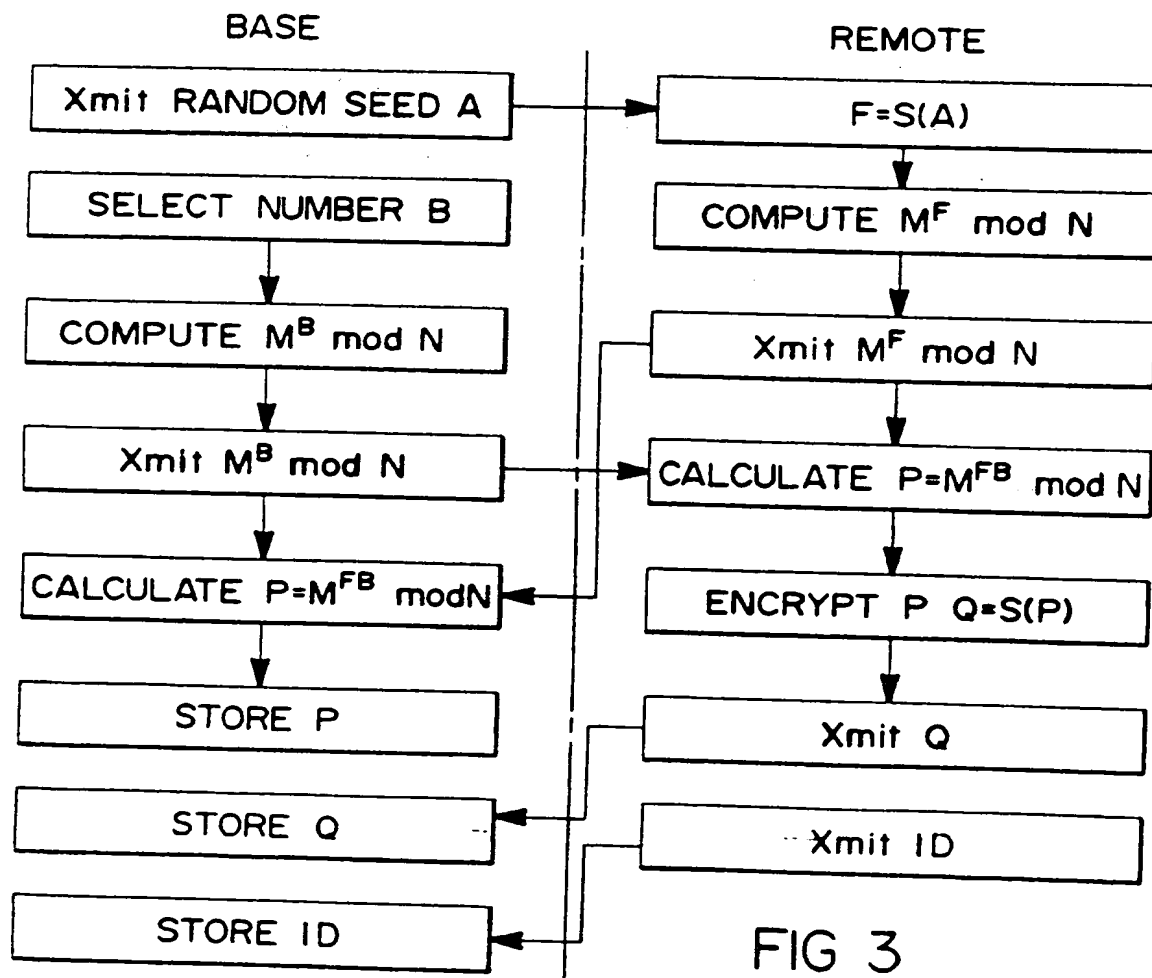 BASE
Xmit RANDOM SEED A
SELECT NUMBER B
COMPUTE M^B mod N
Xmit M^B mod N
CALCULATE P=M^FB modN
STORE P
STORE Q
STORE ID
REMOTE
F=S(A)
COMPUTE M^F mod N
Xmit M^F mod N
CALCULATE P=M^FB mod N
ENCRYPT P Q=S(P)
Xmit Q
Xmit ID
FIG 3